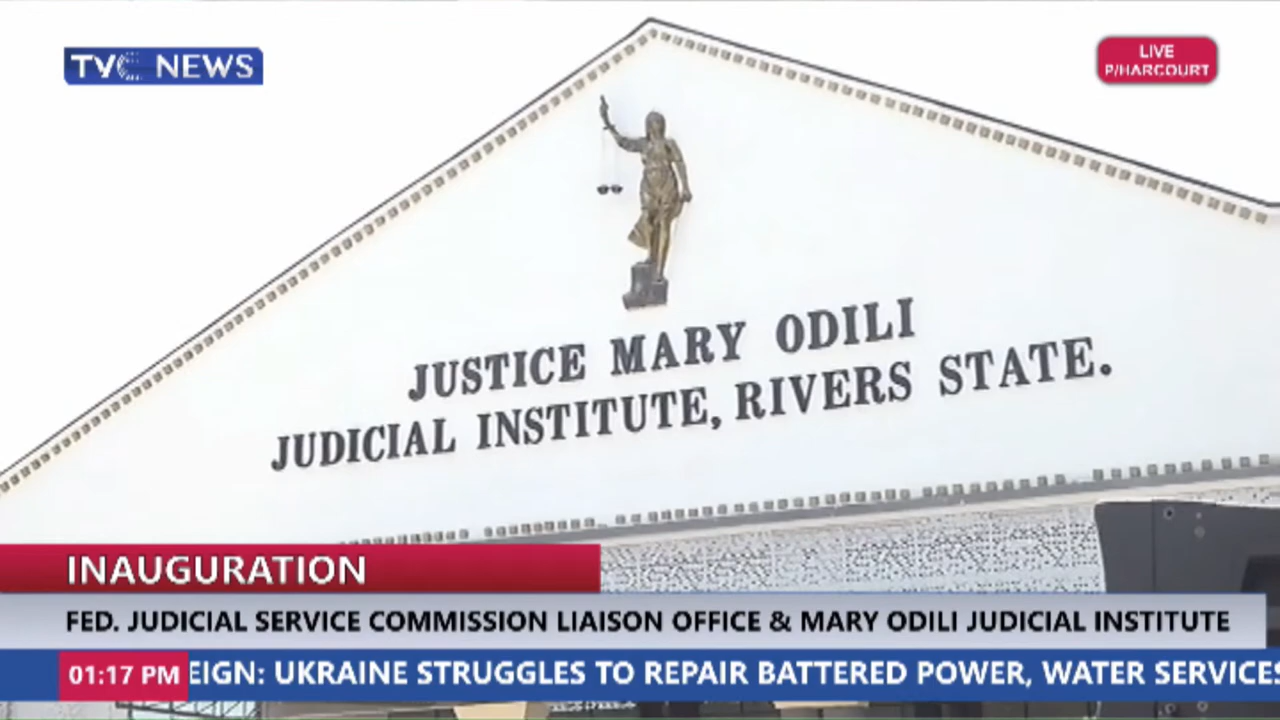 TVC NEWS
LIVE
P/HARCOURT
JUSTICE MARY ODILI
JUDICIAL INSTITUTE, RIVERS STATE.
INAUGURATION
FED. JUDICIAL SERVICE COMMISSION LIAISON OFFICE & MARY ODILI JUDICIAL INSTITUTE
01:17 PM EIGN: UKRAINE STRUGGLES TO REPAIR BATTERED POWER, WATER SERVICES